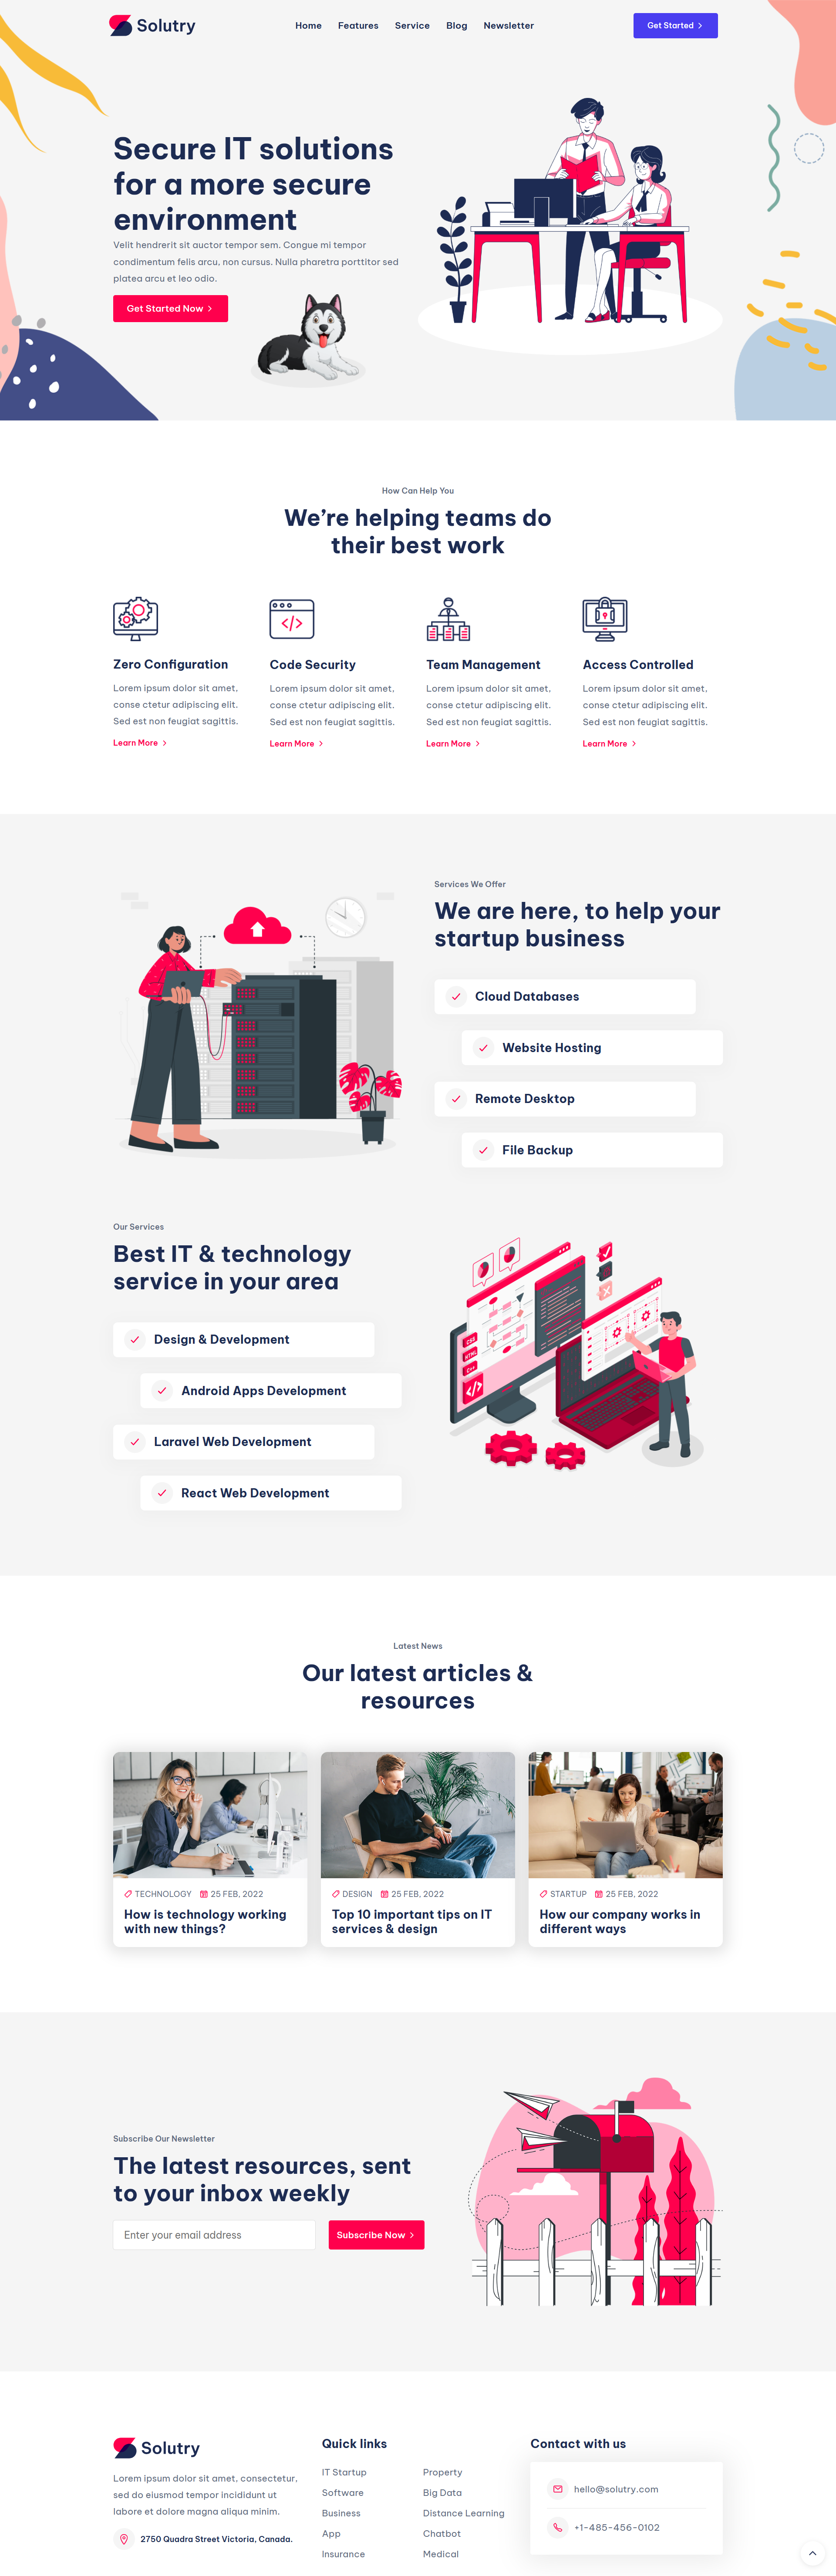 Solutry
Home Features Service Blog Newsletter
Get Started
Secure IT solutions
for a more secure
environment
Velit hendrerit sit auctor tempor sem. Congue mi tempor
condimentum felis arcu, non cursus. Nulla pharetra porttitor sed
platea arcu et leo odio.
Get Started Now
How Can Help You
We're helping teams do
their best work
Zero Configuration
Lorem ipsum dolor sit amet,
conse ctetur adipiscing elit.
Sed est non feugiat sagittis.
Learn More
Code Security
Lorem ipsum dolor sit amet,
conse ctetur adipiscing elit.
Sed est non feugiat sagittis.
Learn More
Team Management
Lorem ipsum dolor sit amet,
conse ctetur adipiscing elit.
Sed est non feugiat sagittis.
Learn More
Access Controlled
Lorem ipsum dolor sit amet,
conse ctetur adipiscing elit.
Sed est non feugiat sagittis.
Learn More
Services We Offer
We are here, to help your
startup business
Cloud Databases
Website Hosting
Remote Desktop
File Backup
Our Services
Best IT & technology
service in your area
Design & Development
Android Apps Development
Laravel Web Development
React Web Development
CSS
HTML
C++
</>
Latest News
Our latest articles &
resources
TECHNOLOGY 25 FEB, 2022
How is technology working
with new things?
DESIGN 25 FEB, 2022
Top 10 important tips on IT
services & design
STARTUP 25 FEB, 2022
How our company works in
different ways
Subscribe Our Newsletter
The latest resources, sent
to your inbox weekly
Enter your email address
Subscribe Now
Solutry
Lorem ipsum dolor sit amet, consectetur,
sed do eiusmod tempor incididunt ut
labore et dolore magna aliqua minim.
2750 Quadra Street Victoria, Canada.
Quick links
IT Startup
Software
Business
App
Insurance
Property
Big Data
Distance Learning
Chatbot
Medical
Contact with us
hello@solutry.com
+1-485-456-0102